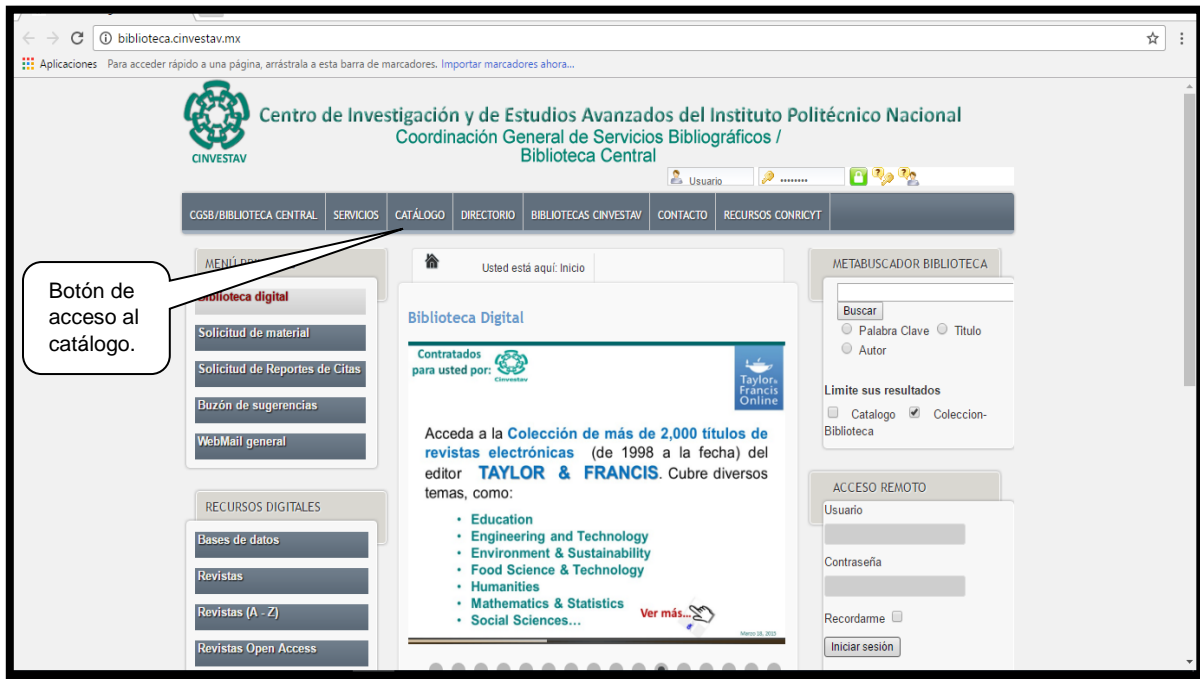 biblioteca.cinvestav.mx
Aplicaciones Para acceder rápido a una página, arrástrala a esta barra de marcadores. Importar marcadores ahora...
Centro de Investigación y de Estudios Avanzados del Instituto Politécnico Nacional
Coordinación General de Servicios Bibliográficos /
Biblioteca Central
CINVESTAV
Usuario ........
CGSB/BIBLIOTECA CENTRAL SERVICIOS CATÁLOGO DIRECTORIO BIBLIOTECAS CINVESTAV CONTACTO RECURSOS CONRICYT
Botón de
acceso al
catálogo.
MENÚ
Biblioteca digital
Solicitud de material
Solicitud de Reportes de Citas
Buzón de sugerencias
WebMail general
RECURSOS DIGITALES
Bases de datos
Revistas
Revistas (A - Z)
Revistas Open Access
Usted está aquí: Inicio
Biblioteca Digital
Contratados
para usted por:
Cinvestav
Taylor &
Francis
Online
Acceda a la Colección de más de 2,000 títulos de
revistas electrónicas (de 1998 a la fecha) del
editor TAYLOR & FRANCIS. Cubre diversos
temas, como:
• Education
• Engineering and Technology
• Environment & Sustainability
• Food Science & Technology
• Humanities
• Mathematics & Statistics
• Social Sciences...
Ver más...
Marzo 18, 2015
METABUSCADOR BIBLIOTECA
Buscar
Palabra Clave Titulo
Autor
Limite sus resultados
Catalogo Coleccion-
Biblioteca
ACCESO REMOTO
Usuario
Contraseña
Recordarme
Iniciar sesión